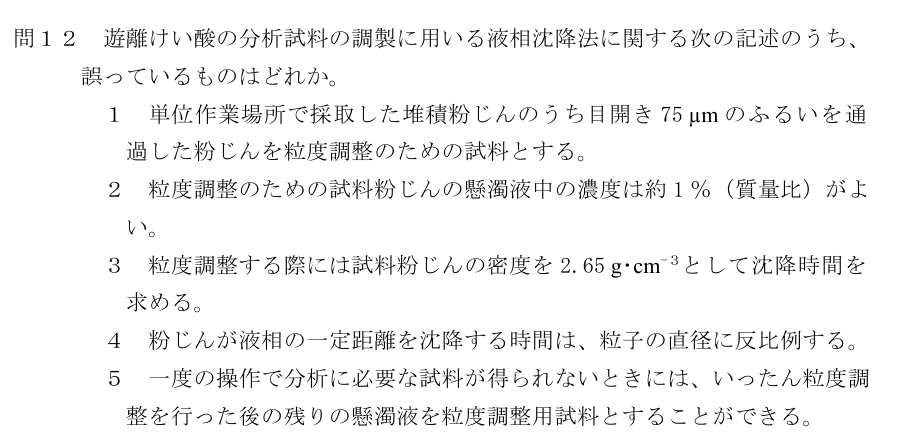 問１２　遊離けい酸の分析試料の調製に用いる液相沈降法に関する次の記述のうち、
誤っているものはどれか。
１　単位作業場所で採取した堆積粉じんのうち目開き 75 μm のふるいを通
過した粉じんを粒度調整のための試料とする。
２　粒度調整のための試料粉じんの懸濁液中の濃度は約１％（質量比）がよ
い。
３　粒度調整する際には試料粉じんの密度を 2.65 g･cm⁻³として沈降時間を
求める。
４　粉じんが液相の一定距離を沈降する時間は、粒子の直径に反比例する。
５　一度の操作で分析に必要な試料が得られないときには、いったん粒度調
整を行った後の残りの懸濁液を粒度調整用試料とすることができる。